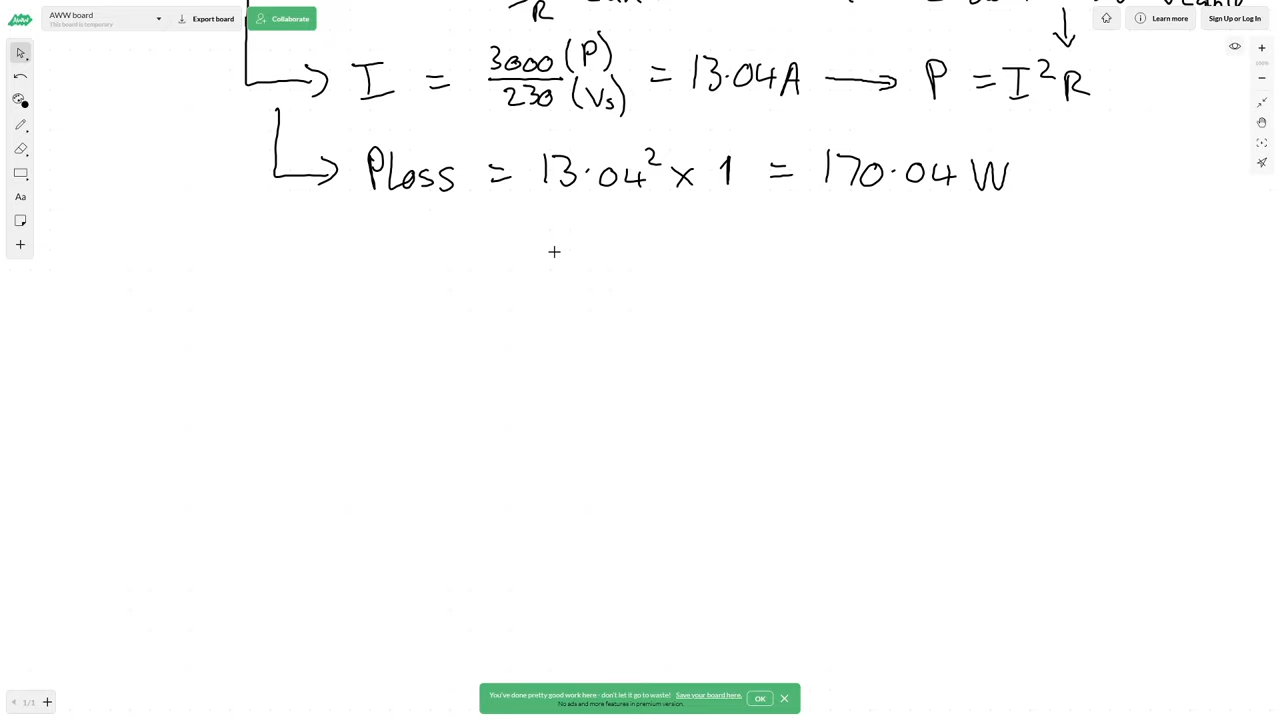 AWW board
This board is temporary
Export board
Collaborate
Learn more
Sign Up or Log In
R
100%
I = 3000 (P) / 230 (Vs) = 13.04A → P = I²R
PLoss = 13.04² x 1 = 170.04 W
Aa
1/1
You've done pretty good work here - don't let it go to waste! Save your board here.
No ads and more features in premium version.
OK